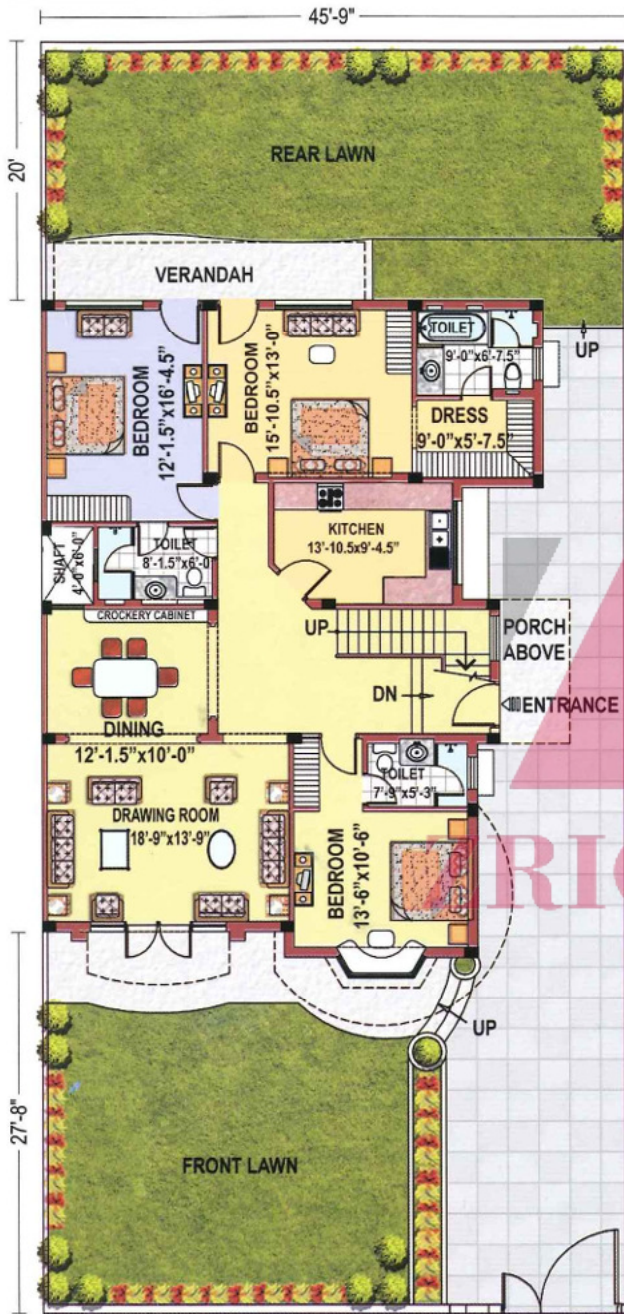 45'-9"
20'
REAR LAWN
VERANDAH
BEDROOM
12'-1.5"x16'-4.5"
BEDROOM
15'-10.5"x13'-0"
TOILET
9'-0"x6'-7.5"
UP
DRESS
9'-0"x5'-7.5"
KITCHEN
13'-10.5x9'-4.5"
SHAFT
4'-0"x6'-0"
TOILET
8'-1.5"x6'-0"
CROCKERY CABINET
UP
PORCH
ABOVE
DN
ENTRANCE
DINING
12'-1.5"x10'-0"
TOILET
7'-9"x5'-3"
DRAWING ROOM
18'-9"x13'-9"
BEDROOM
13'-6"x10'-6"
UP
27'-8"
FRONT LAWN